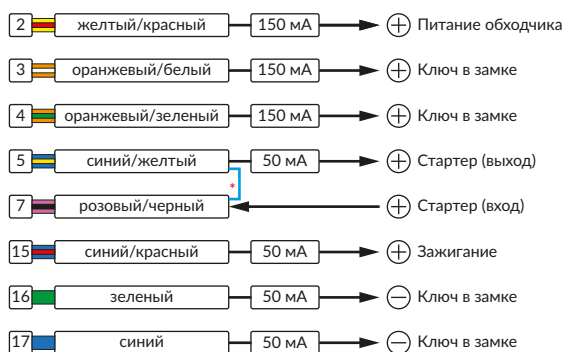 2 желтый/красный 150 мА + Питание обходчика
3 оранжевый/белый 150 мА + Ключ в замке
4 оранжевый/зеленый 150 мА + Ключ в замке
5 синий/желтый 50 мА + Стартер (выход)
*
7 розовый/черный + Стартер (вход)
15 синий/красный 50 мА + Зажигание
16 зеленый 50 мА − Ключ в замке
17 синий 50 мА − Ключ в замке